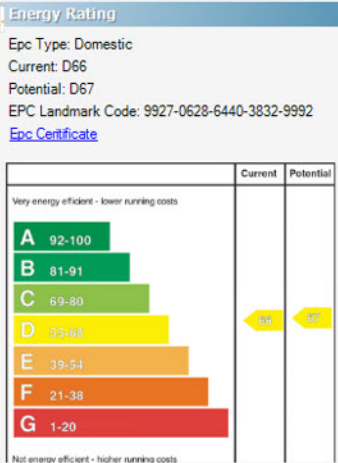 Energy Rating
Epc Type: Domestic
Current: D66
Potential: D67
EPC Landmark Code: 9927-0628-6440-3832-9992
Epc Ceritficate
Current Potential
Very energy efficient - lower running costs
A 92-100
B 81-91
C 69-80
D 55-68
66 67
E 39-54
F 21-38
G 1-20
Not energy efficient - higher running costs